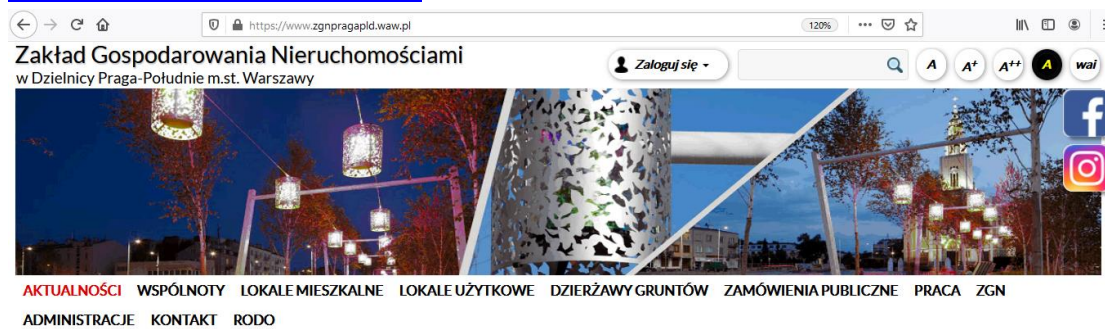 https://www.zgnpragapld.waw.pl
120%
Zakład Gospodarowania Nieruchomościami
w Dzielnicy Praga-Południe m.st. Warszawy
Zaloguj się
A A+ A++ A wai
AKTUALNOŚCI WSPÓLNOTY LOKALE MIESZKALNE LOKALE UŻYTKOWE DZIERŻAWY GRUNTÓW ZAMÓWIENIA PUBLICZNE PRACA ZGN
ADMINISTRACJE KONTAKT RODO